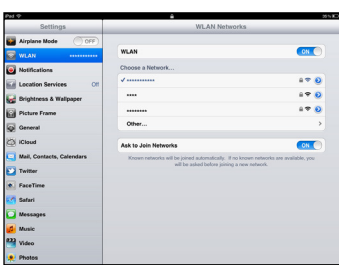 iPad
38%
Settings
WLAN Networks
Airplane Mode
OFF
WLAN
Notifications
Location Services Off
Brightness & Wallpaper
Picture Frame
General
iCloud
Mail, Contacts, Calendars
Twitter
FaceTime
Safari
Messages
Music
Video
Photos
WLAN
ON
Choose a Network...
Other...
Ask to Join Networks
ON
Known networks will be joined automatically. If no known networks are available, you
will be asked before joining a new network.